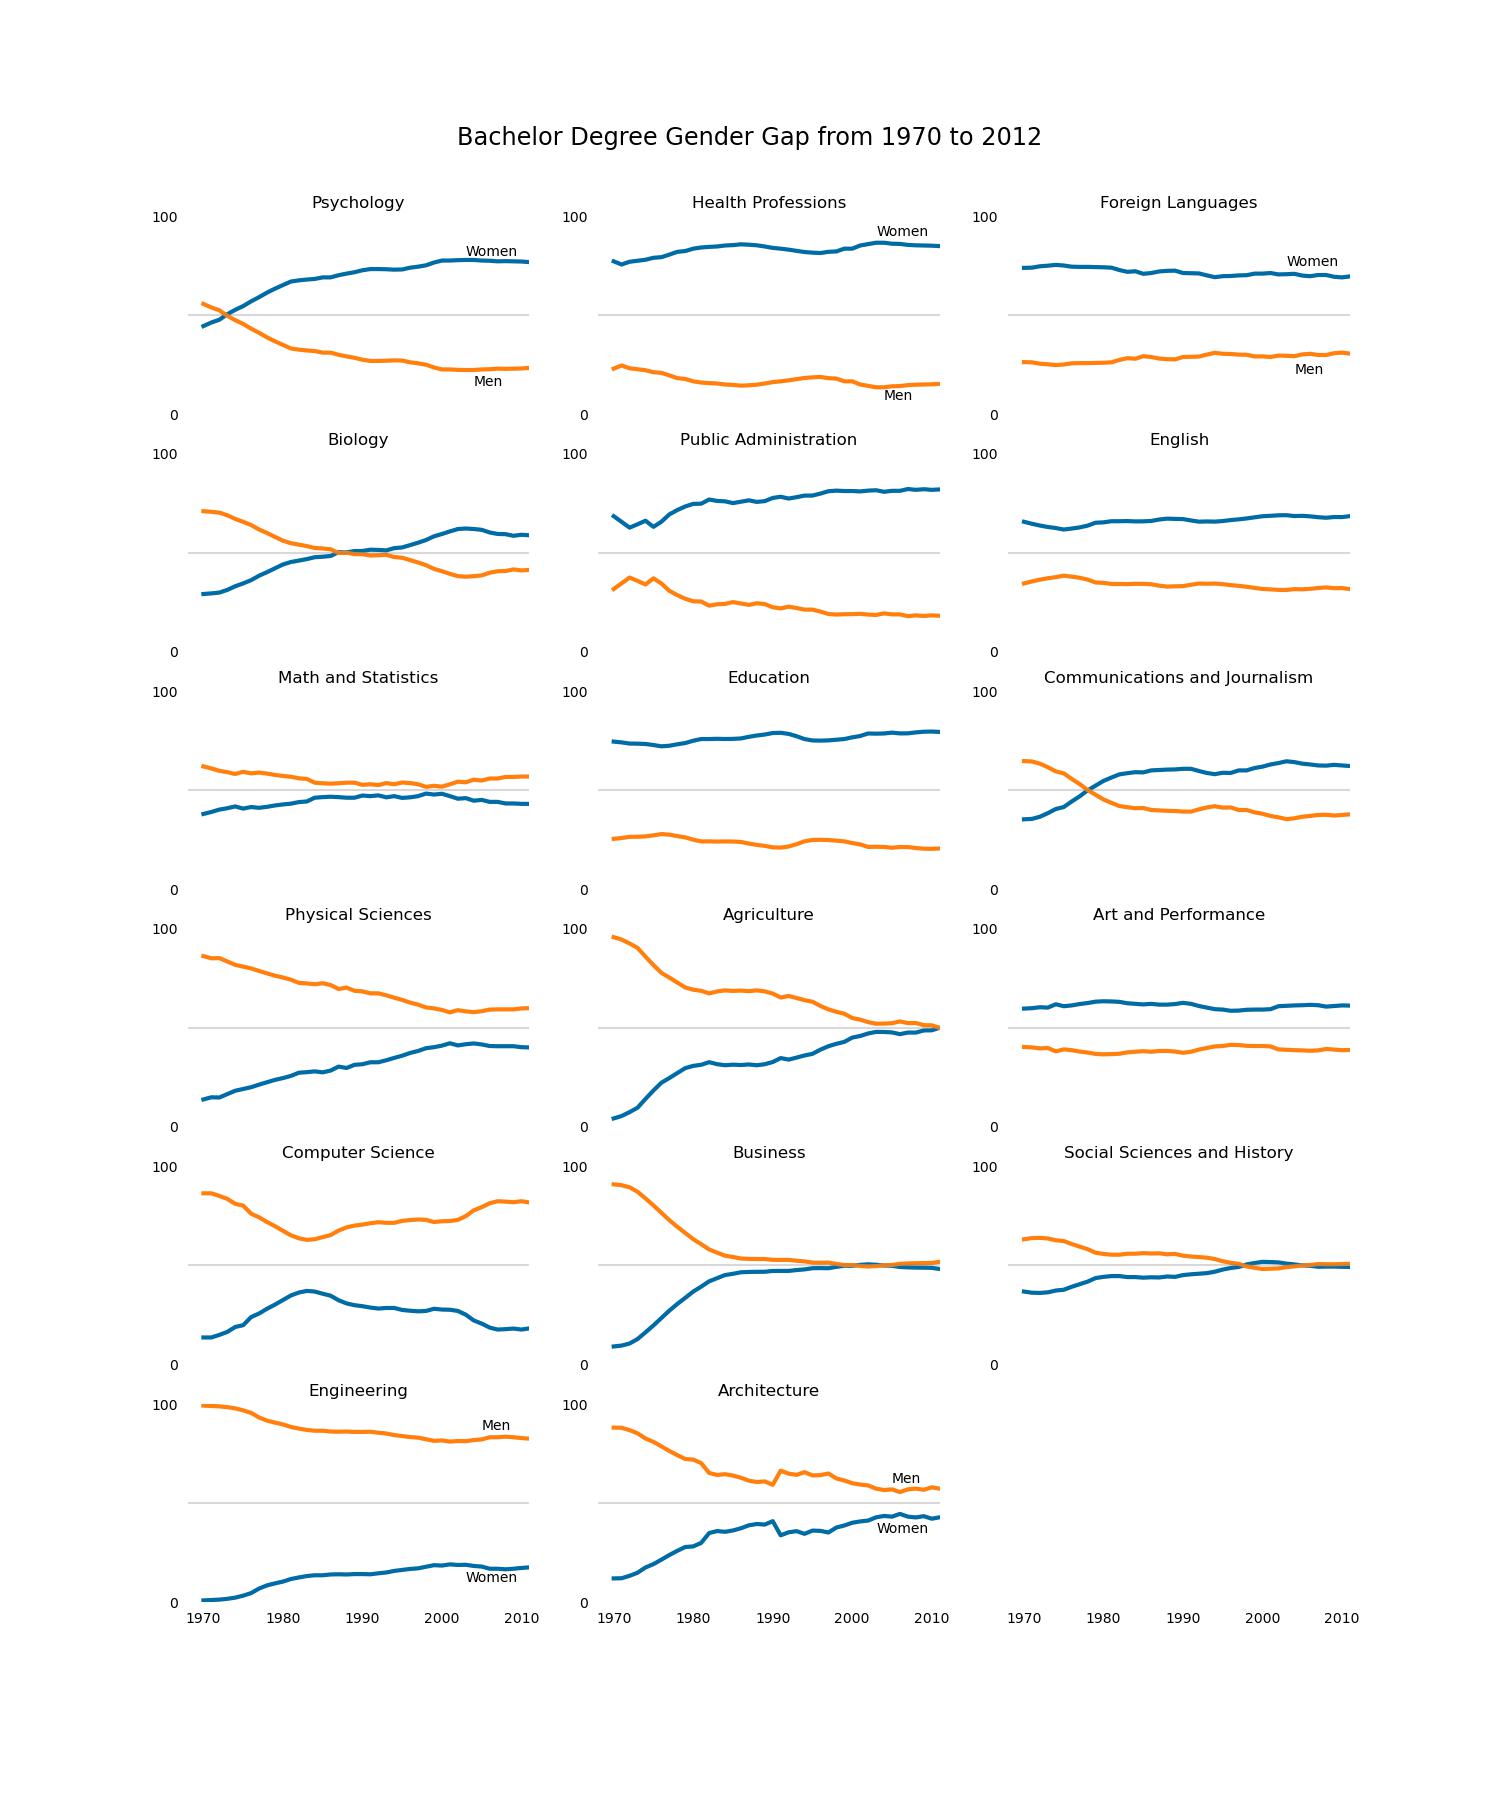 Bachelor Degree Gender Gap from 1970 to 2012
Psychology
100
Women
Men
0
Health Professions
100
Women
Men
0
Foreign Languages
100
Women
Men
0
Biology
100
0
Public Administration
100
0
English
100
0
Math and Statistics
100
0
Education
100
0
Communications and Journalism
100
0
Physical Sciences
100
0
Agriculture
100
0
Art and Performance
100
0
Computer Science
100
0
Business
100
0
Social Sciences and History
100
0
Engineering
100
Men
Women
0
1970 1980 1990 2000 2010
Architecture
100
Men
Women
0
1970 1980 1990 2000 2010
1970 1980 1990 2000 2010